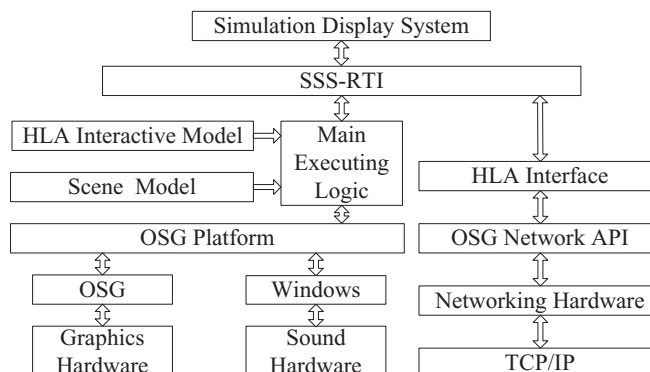 Simulation Display System
SSS-RTI
HLA Interactive Model
Main
Executing
Logic
Scene Model
HLA Interface
OSG Platform
OSG Network API
OSG
Windows
Networking Hardware
Graphics
Hardware
Sound
Hardware
TCP/IP